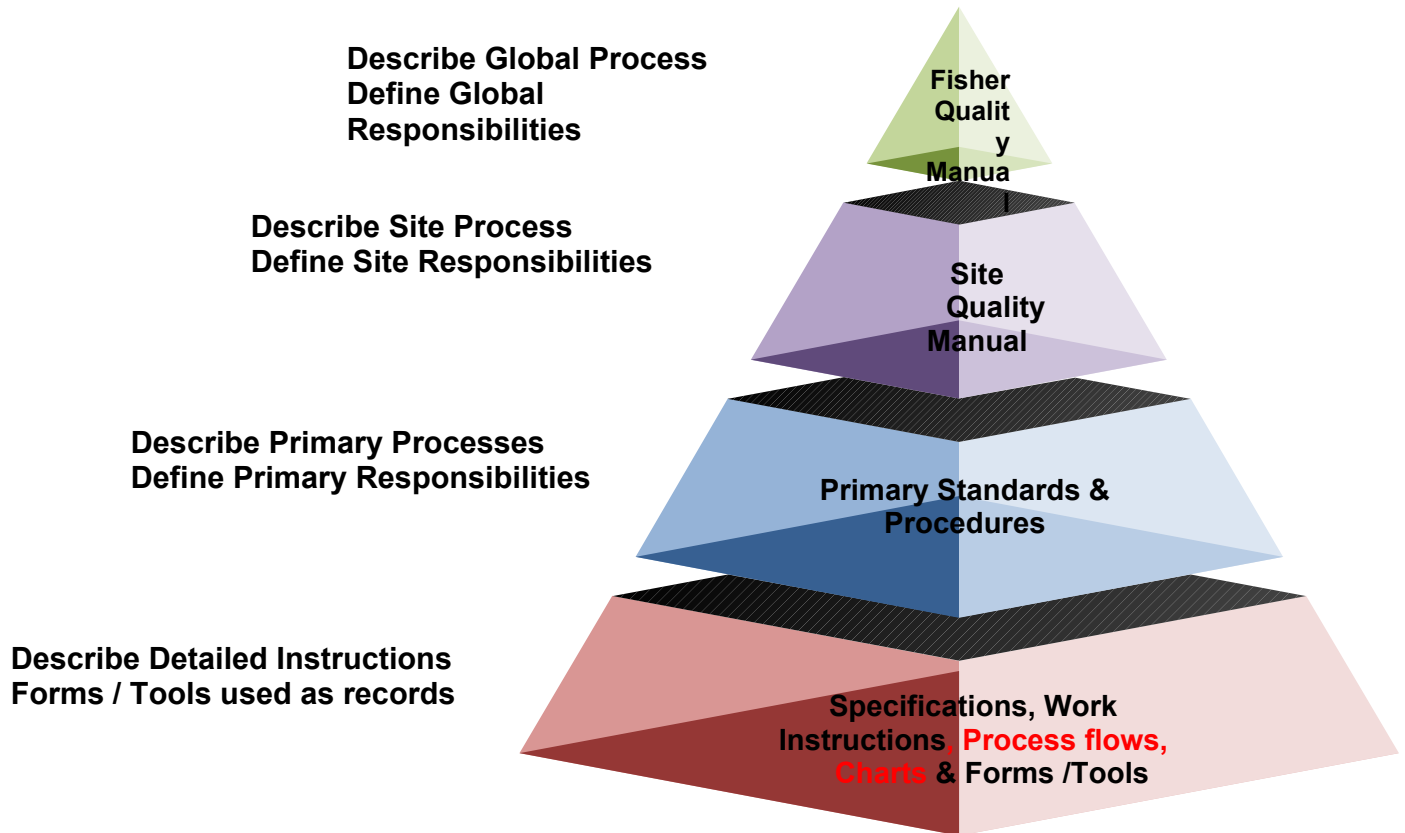 Describe Global Process
Define Global
Responsibilities
Fisher
Qualit
y
Manua
l
Describe Site Process
Define Site Responsibilities
Site
Quality
Manual
Describe Primary Processes
Define Primary Responsibilities
Primary Standards &
Procedures
Describe Detailed Instructions
Forms / Tools used as records
Specifications, Work
Instructions, Process flows,
Charts & Forms /Tools